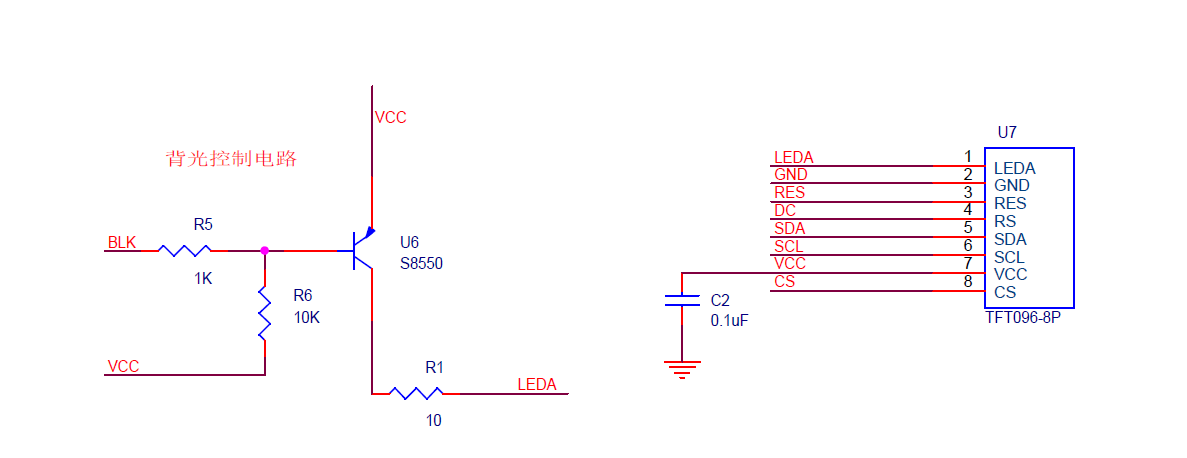 VCC
背光控制电路
R5
BLK
1K
U6
S8550
R6
10K
VCC
R1
LEDA
10
U7
LEDA
1
LEDA
GND
2
GND
RES
3
RES
DC
4
RS
SDA
5
SDA
SCL
6
SCL
VCC
7
VCC
CS
8
CS
C2
0.1uF
TFT096-8P